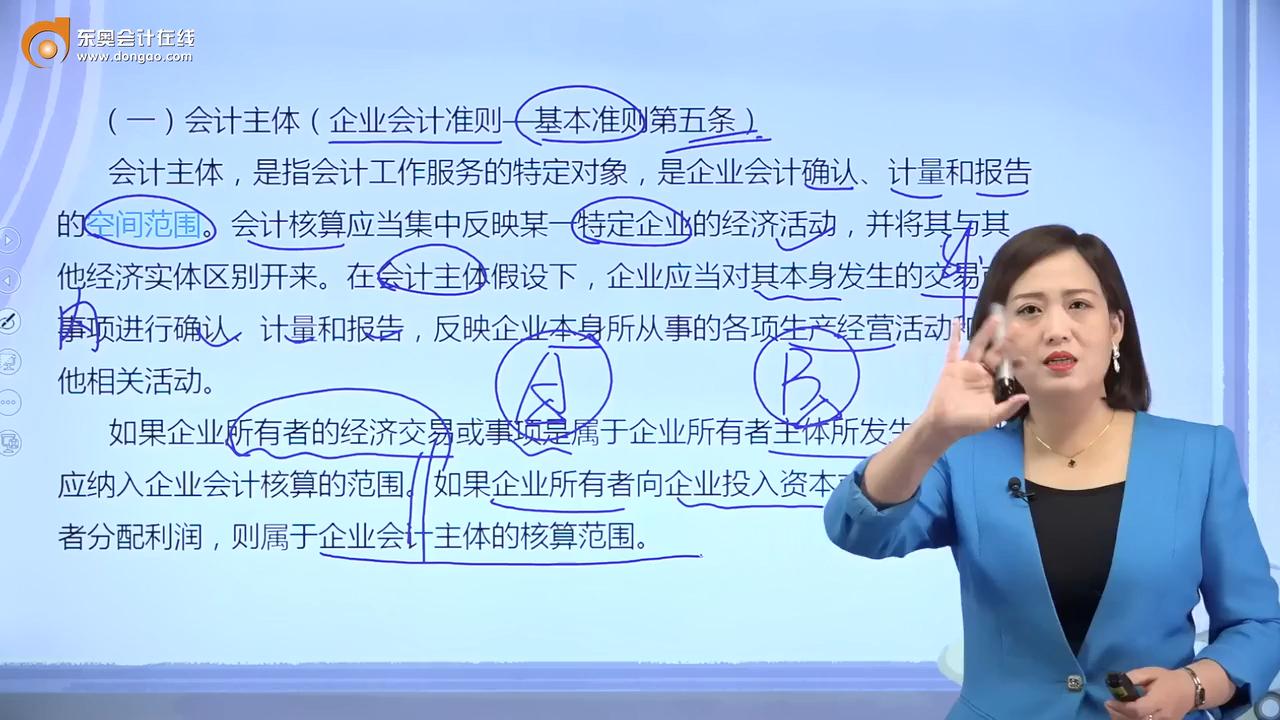 东奥会计在线
www.dongao.com
（一）会计主体（企业会计准则—基本准则第五条）
会计主体，是指会计工作服务的特定对象，是企业会计确认、计量和报告
的空间范围。会计核算应当集中反映某一特定企业的经济活动，并将其与其
他经济实体区别开来。在会计主体假设下，企业应当对其本身发生的交易
事项进行确认、计量和报告，反映企业本身所从事的各项生产经营活动和
他相关活动。
A B
内
如果企业所有者的经济交易或事项是属于企业所有者主体所发生
应纳入企业会计核算的范围。如果企业所有者向企业投入资本
者分配利润，则属于企业会计主体的核算范围。